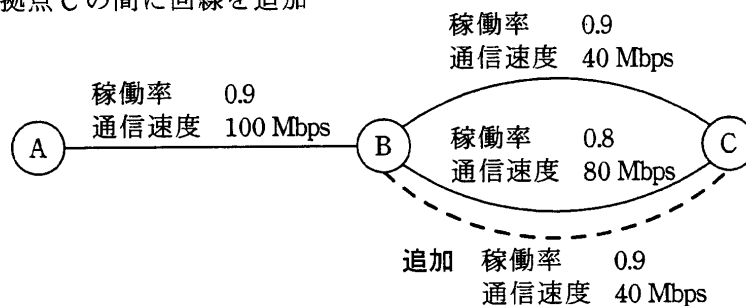 拠点Cの間に回線を追加
稼働率 0.9
通信速度 40 Mbps
稼働率 0.9
通信速度 100 Mbps
A
B
稼働率 0.8
通信速度 80 Mbps
C
追加 稼働率 0.9
通信速度 40 Mbps